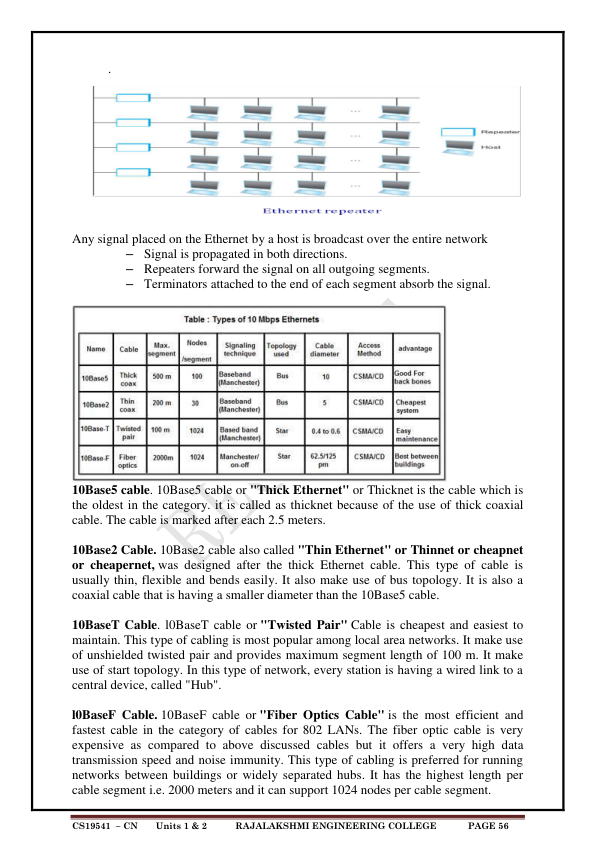 .
Repeater
Host
Ethernet repeater
Any signal placed on the Ethernet by a host is broadcast over the entire network
– Signal is propagated in both directions.
– Repeaters forward the signal on all outgoing segments.
– Terminators attached to the end of each segment absorb the signal.
Table : Types of 10 Mbps Ethernets
Name Cable Max. segment Nodes /segment Signaling technique Topology used Cable diameter Access Method advantage
10Base5 Thick coax 500 m 100 Baseband (Manchester) Bus 10 CSMA/CD Good For back bones
10Base2 Thin coax 200 m 30 Baseband (Manchester) Bus 5 CSMA/CD Cheapest system
10Base-T Twisted pair 100 m 1024 Based band (Manchester) Star 0.4 to 0.6 CSMA/CD Easy maintenance
10Base-F Fiber optics 2000m 1024 Manchester/ on-off Star 62.5/125 pm CSMA/CD Best between buildings
10Base5 cable. 10Base5 cable or "Thick Ethernet" or Thicknet is the cable which is
the oldest in the category. it is called as thicknet because of the use of thick coaxial
cable. The cable is marked after each 2.5 meters.
10Base2 Cable. 10Base2 cable also called "Thin Ethernet" or Thinnet or cheapnet
or cheapernet, was designed after the thick Ethernet cable. This type of cable is
usually thin, flexible and bends easily. It also make use of bus topology. It is also a
coaxial cable that is having a smaller diameter than the 10Base5 cable.
10BaseT Cable. l0BaseT cable or "Twisted Pair" Cable is cheapest and easiest to
maintain. This type of cabling is most popular among local area networks. It make use
of unshielded twisted pair and provides maximum segment length of 100 m. It make
use of start topology. In this type of network, every station is having a wired link to a
central device, called "Hub".
l0BaseF Cable. 10BaseF cable or "Fiber Optics Cable" is the most efficient and
fastest cable in the category of cables for 802 LANs. The fiber optic cable is very
expensive as compared to above discussed cables but it offers a very high data
transmission speed and noise immunity. This type of cabling is preferred for running
networks between buildings or widely separated hubs. It has the highest length per
cable segment i.e. 2000 meters and it can support 1024 nodes per cable segment.
CS19541 – CN Units 1 & 2 RAJALAKSHMI ENGINEERING COLLEGE PAGE 56